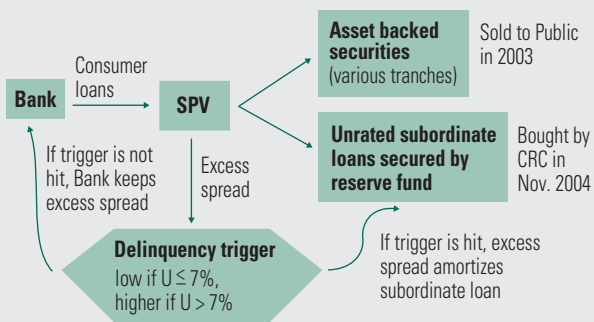 Bank
Consumer
loans
SPV
Asset backed
securities
(various tranches)
Sold to Public
in 2003
Unrated subordinate
loans secured by
reserve fund
Bought by
CRC in
Nov. 2004
If trigger is not
hit, Bank keeps
excess spread
Excess
spread
Delinquency trigger
low if U ≤ 7%,
higher if U > 7%
If trigger is hit, excess
spread amortizes
subordinate loan